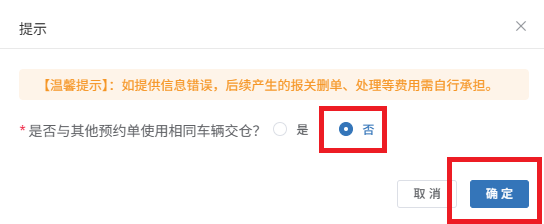 提示
【温馨提示】：如提供信息错误，后续产生的报关删单、处理等费用需自行承担。
*是否与其他预约单使用相同车辆交仓？ 是 否
取 消 确 定